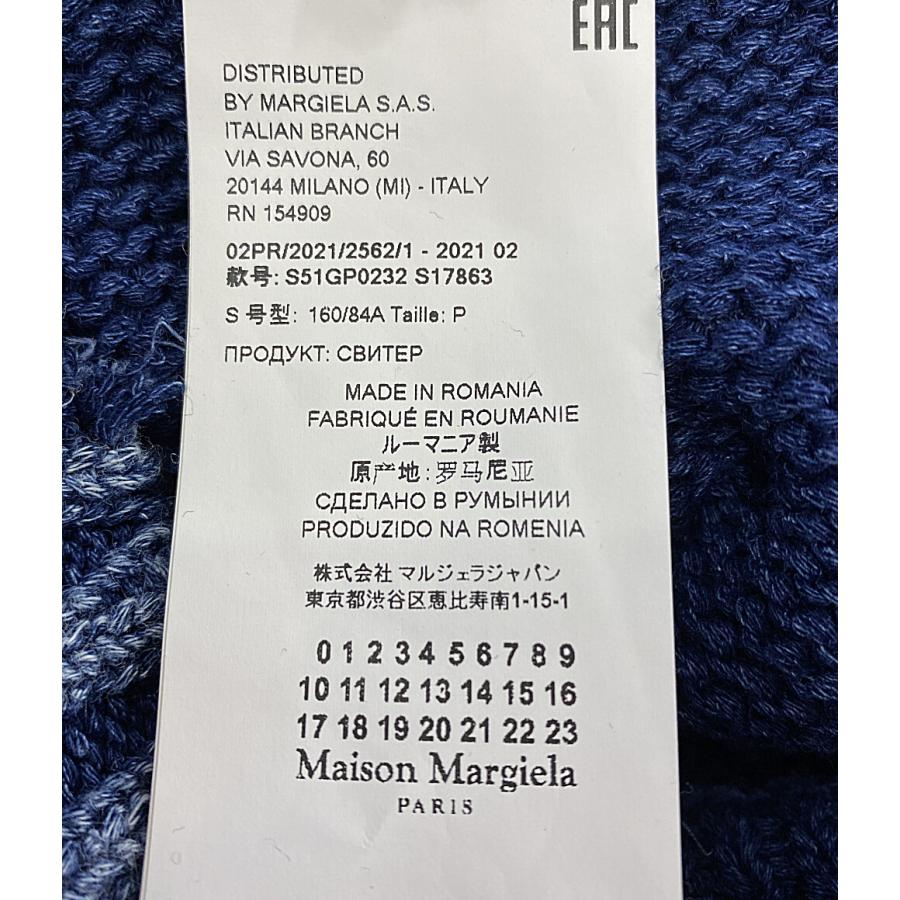 EAC
DISTRIBUTED
BY MARGIELA S.A.S.
ITALIAN BRANCH
VIA SAVONA, 60
20144 MILANO (MI) - ITALY
RN 154909
02PR/2021/2562/1 - 2021 02
款号: S51GP0232 S17863
S 号型: 160/84A Taille: P
ПРОДУКТ: СВИТЕР
MADE IN ROMANIA
FABRIQUÉ EN ROUMANIE
ルーマニア製
原产地: 罗马尼亚
СДЕЛАНО В РУМЫНИИ
PRODUZIDO NA ROMENIA
株式会社 マルジェラジャパン
東京都渋谷区恵比寿南1-15-1
0 1 2 3 4 5 6 7 8 9
10 11 12 13 14 15 16
17 18 19 20 21 22 23
Maison Margiela
PARIS